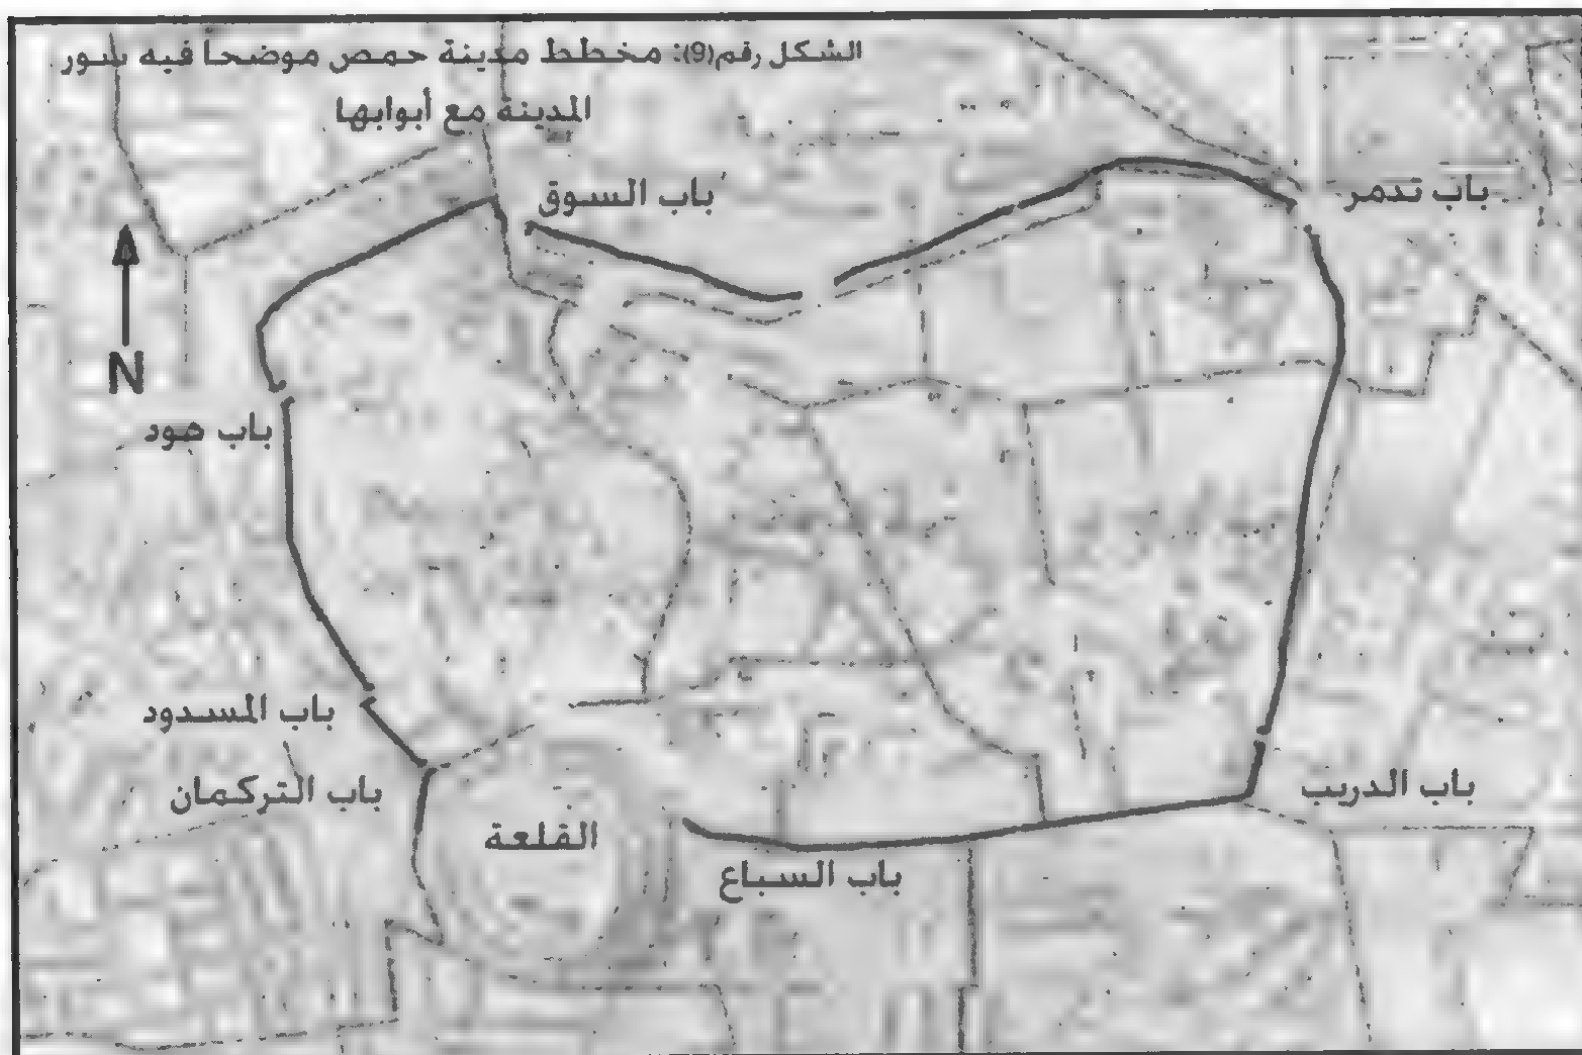 الشكل رقم(9): مخطط مدينة حمص موضحاً فيه سور
المدينة مع أبوابها
باب السوق
باب تدمر
N
باب هود
باب المسدود
باب التركمان
باب الدريب
القلعة
باب السباع